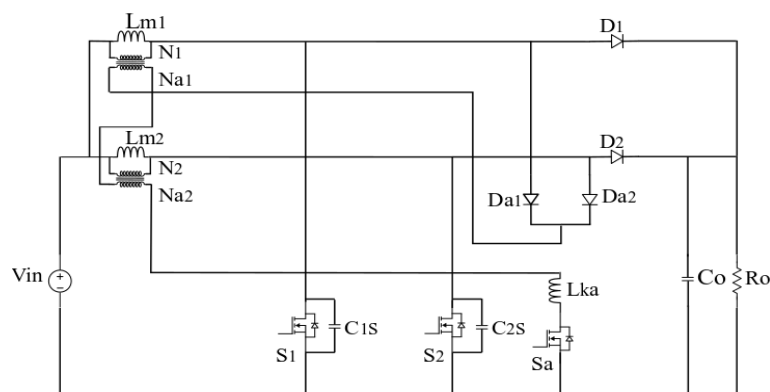 Lm1
D1
N1
Na1
Lm2
D2
N2
Na2
Da1
Da2
Vin
Lka
Co
Ro
C1S
C2S
S1
S2
Sa